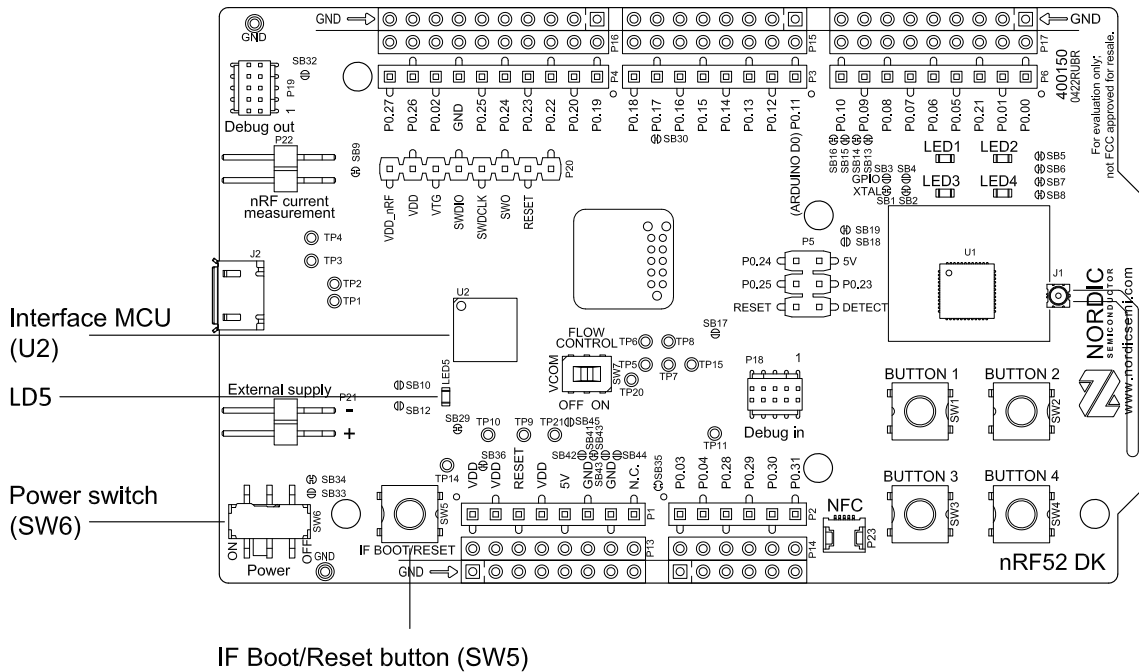 GND
GND
GND
P16
P15
P17
SB32
P19
1
Debug out
P4
P3
P6
400150
0422RUBR
For evaluation only:
not FCC approved for resale.
P0.27
P0.26
P0.02
GND
P0.25
P0.24
P0.23
P0.22
P0.20
P0.19
P0.18
P0.17
P0.16
P0.15
P0.14
P0.13
P0.12
(ARDUINO D0) P0.11
P0.10
P0.09
P0.08
P0.07
P0.06
P0.05
P0.21
P0.01
P0.00
P22
SB9
nRF current
measurement
SB30
P20
VDD_nRF
VDD
VTG
SWDIO
SWDCLK
SWO
RESET
SB16
SB15
SB14
SB13
LED1
LED2
LED3
LED4
SB3
SB4
GPIO
XTAL
SB1
SB2
SB5
SB6
SB7
SB8
SB19
SB18
TP4
TP3
TP2
TP1
J2
P5
P0.24
5V
P0.25
P0.23
RESET
DETECT
U1
J1
NORDIC
SEMICONDUCTOR
www.nordicsemi.com
Interface MCU
(U2)
U2
FLOW
CONTROL
VCOM
SW7
OFF ON
TP6
TP8
SB17
TP5
TP7
TP15
TP20
P18
1
Debug in
LD5
LED5
SB10
SB12
External supply
P21
-
+
BUTTON 1
SW1
BUTTON 2
SW2
SB29
TP10
TP9
TP21
SB45
SB41
SB43
SB42
SB43
SB44
SB36
TP11
TP14
SB35
VDD
VDD
RESET
VDD
5V
GND
GND
N.C.
P0.03
P0.04
P0.28
P0.29
P0.30
P0.31
BUTTON 3
SW3
BUTTON 4
SW4
Power switch
(SW6)
SB34
SB33
SW6
ON
OFF
Power
GND
SW5
IF BOOT/RESET
P1
P13
P2
P14
NFC
P23
GND
nRF52 DK
IF Boot/Reset button (SW5)